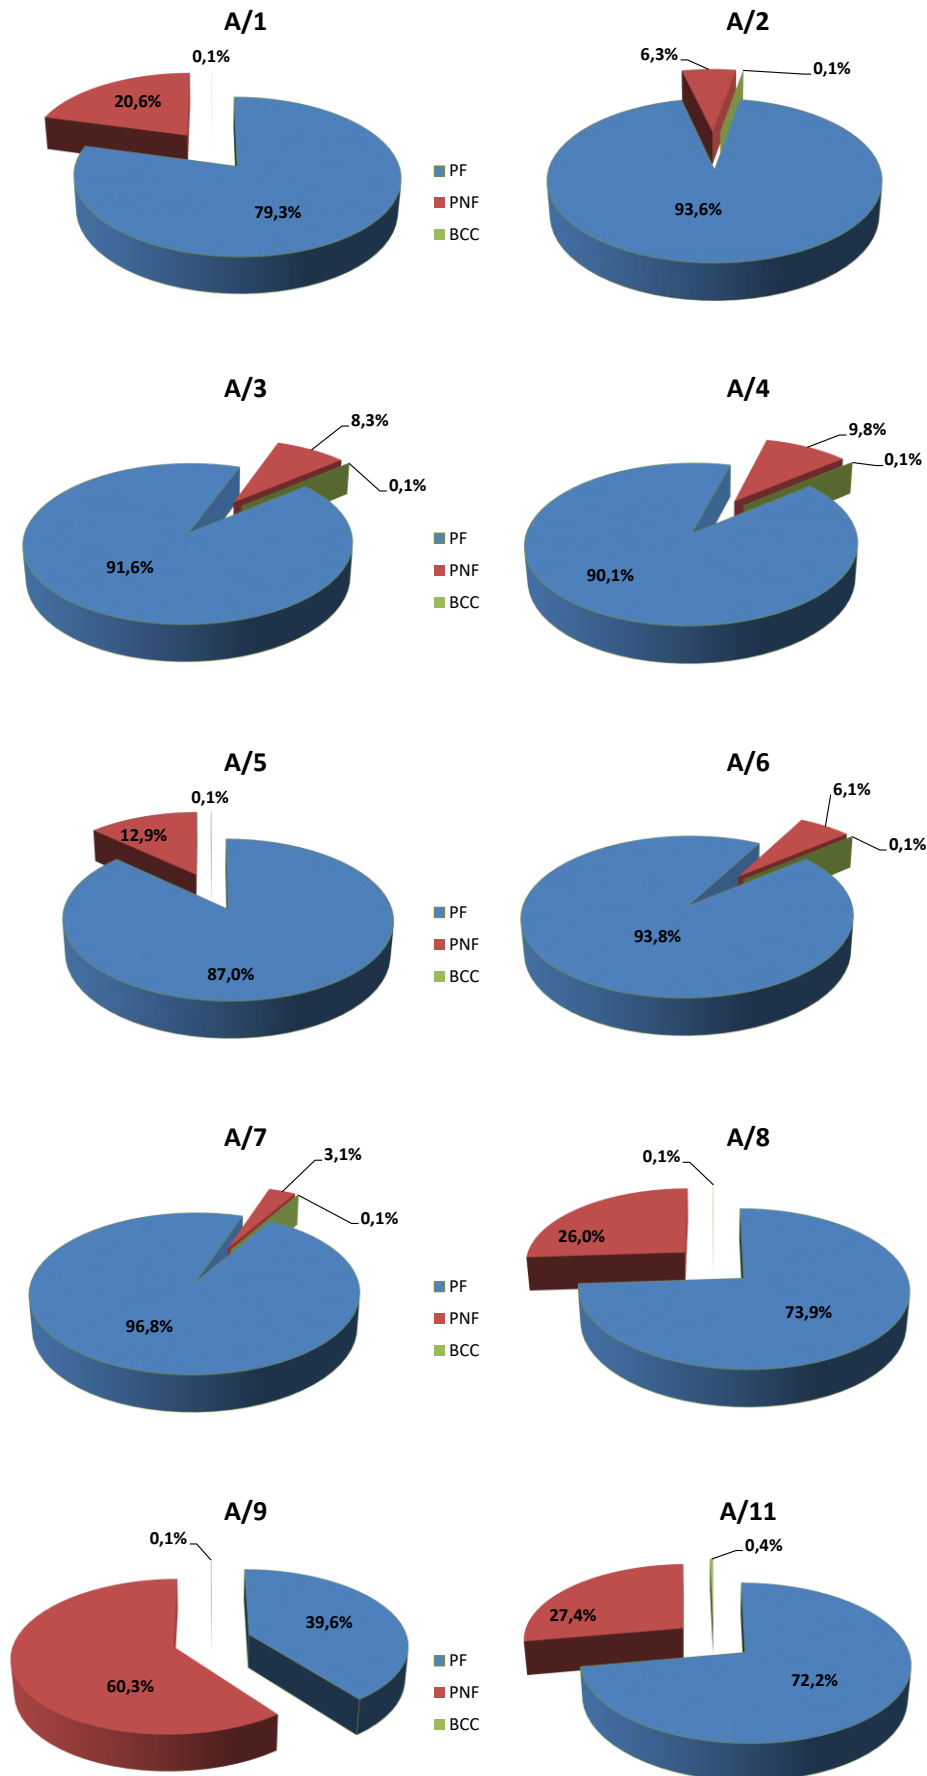 A/1
0,1%
20,6%
79,3%
PF
PNF
BCC
A/2
6,3%
0,1%
93,6%
A/3
8,3%
0,1%
91,6%
PF
PNF
BCC
A/4
9,8%
0,1%
90,1%
A/5
0,1%
12,9%
87,0%
PF
PNF
BCC
A/6
6,1%
0,1%
93,8%
A/7
3,1%
0,1%
96,8%
PF
PNF
BCC
A/8
0,1%
26,0%
73,9%
A/9
0,1%
39,6%
60,3%
PF
PNF
BCC
A/11
0,4%
27,4%
72,2%